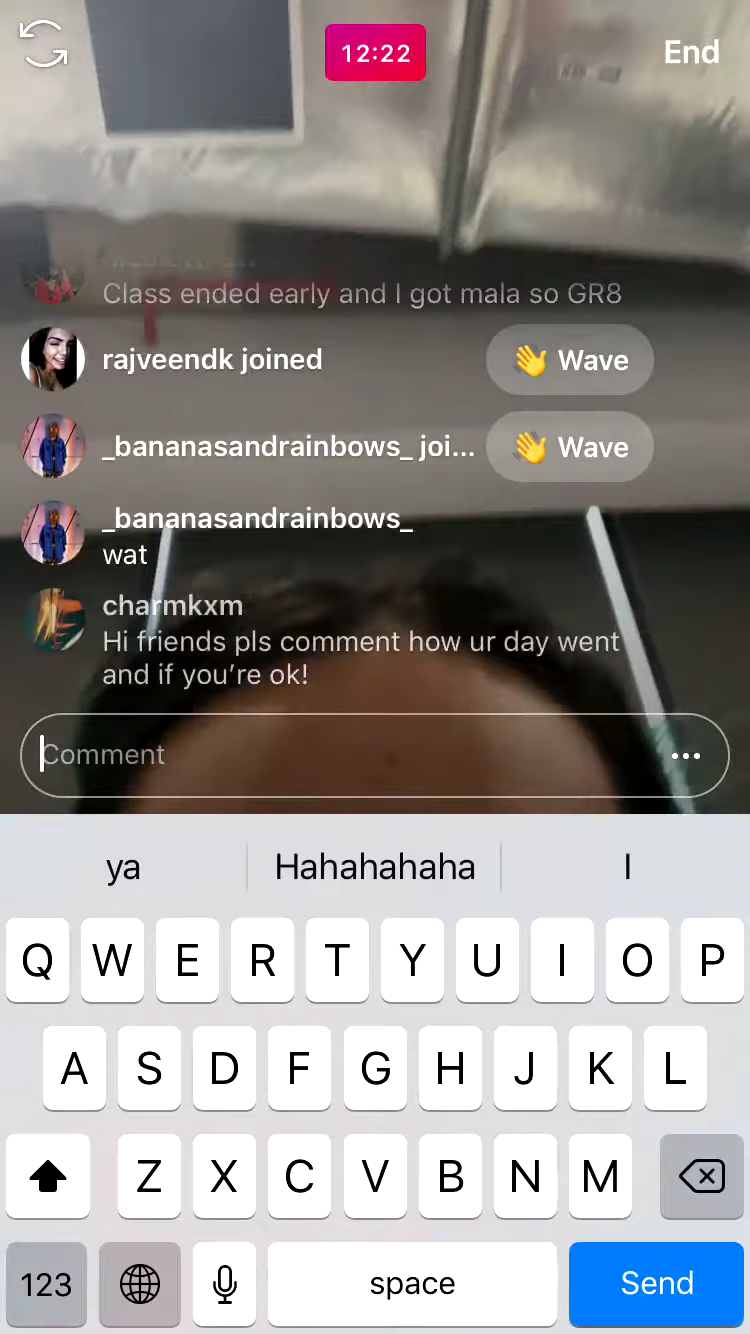 12:22
End
Class ended early and I got mala so GR8
rajveendk joined
👋 Wave
_bananasandrainbows_ joi...
👋 Wave
_bananasandrainbows_
wat
charmkxm
Hi friends pls comment how ur day went
and if you’re ok!
Comment
ya
Hahahahaha
I
Q W E R T Y U I O P
A S D F G H J K L
Z X C V B N M
123
space
Send